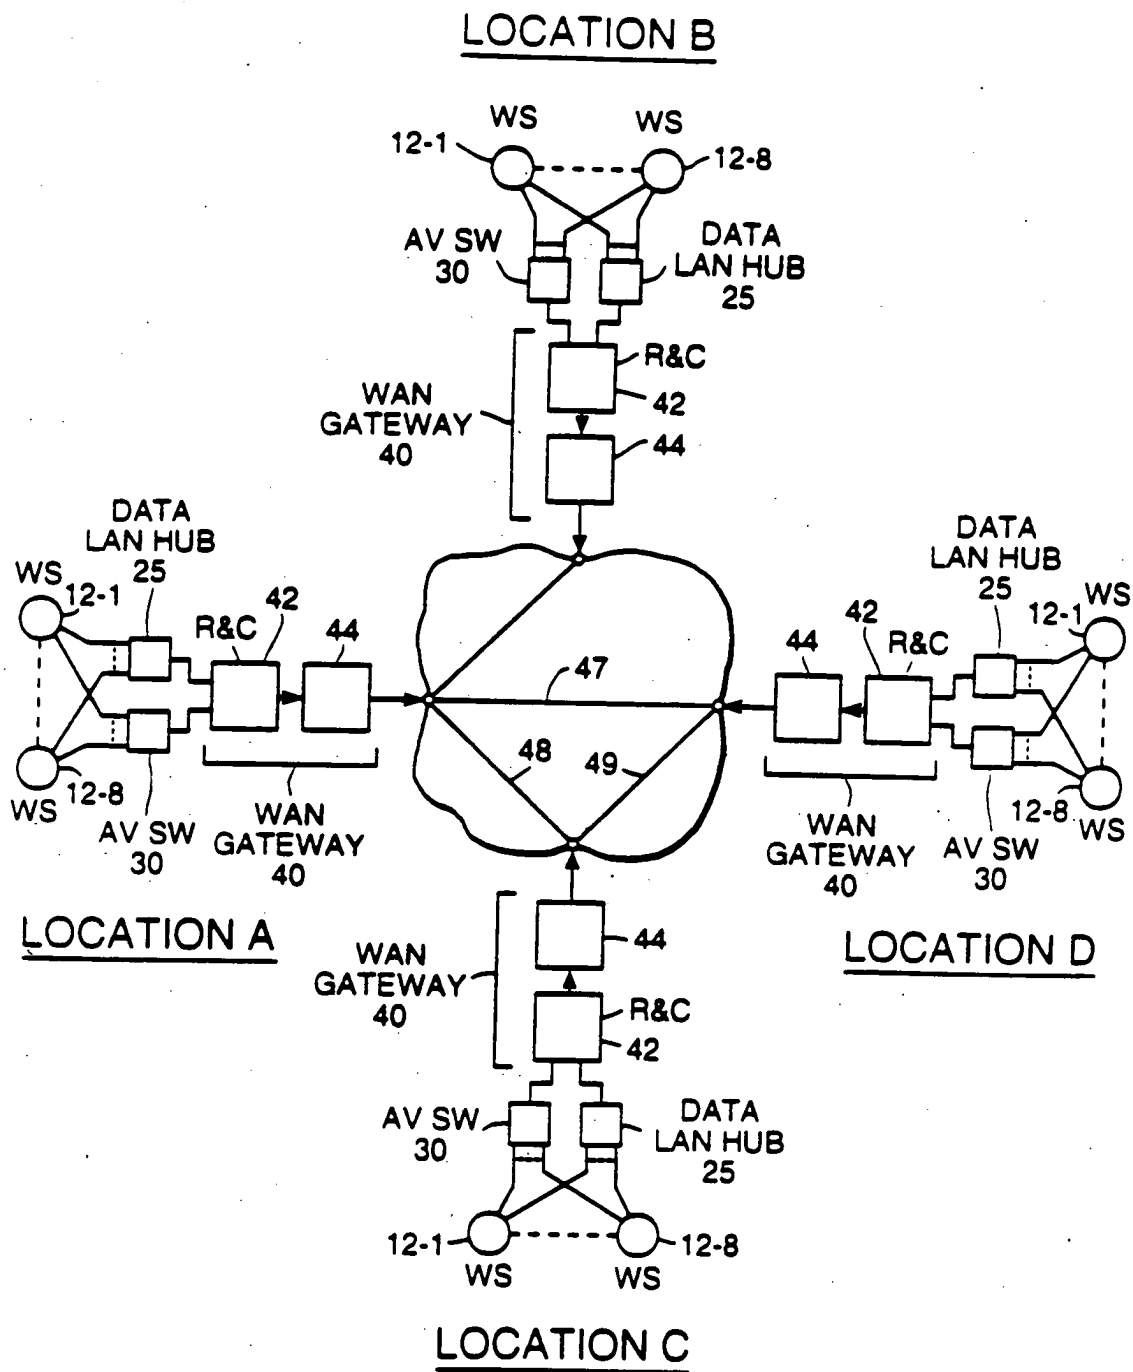 LOCATION B
WS WS
12-1 12-8
AV SW
30
DATA
LAN HUB
25
R&C
42
WAN
GATEWAY
40
44
DATA
LAN HUB
25
WS
12-1
R&C
42
44
12-8
WS
AV SW
30
WAN
GATEWAY
40
LOCATION A
47
48
49
DATA
LAN HUB
25
WS
12-1
44
42
R&C
12-8
WS
WAN
GATEWAY
40
AV SW
30
LOCATION D
WAN
GATEWAY
40
44
R&C
42
AV SW
30
DATA
LAN HUB
25
12-1 12-8
WS WS
LOCATION C